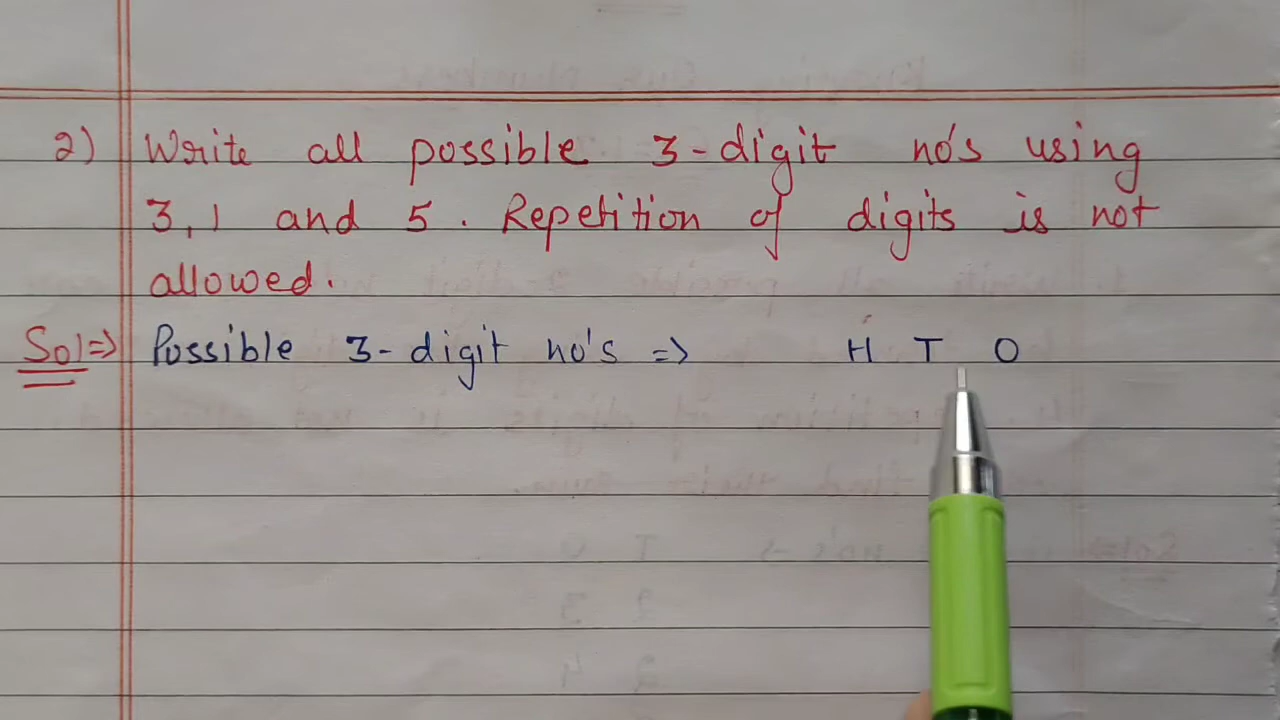 2) Write all possible 3-digit no's using
3, 1 and 5. Repetition of digits is not
allowed.
Sol=> Possible 3-digit no's => H T O